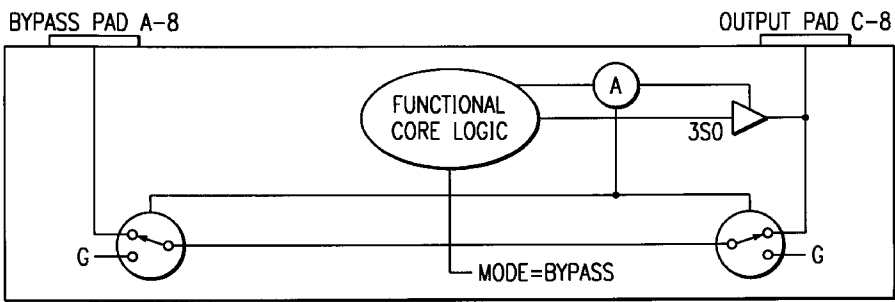 BYPASS PAD A-8
OUTPUT PAD C-8
A
FUNCTIONAL
CORE LOGIC
3SO
G
G
MODE=BYPASS